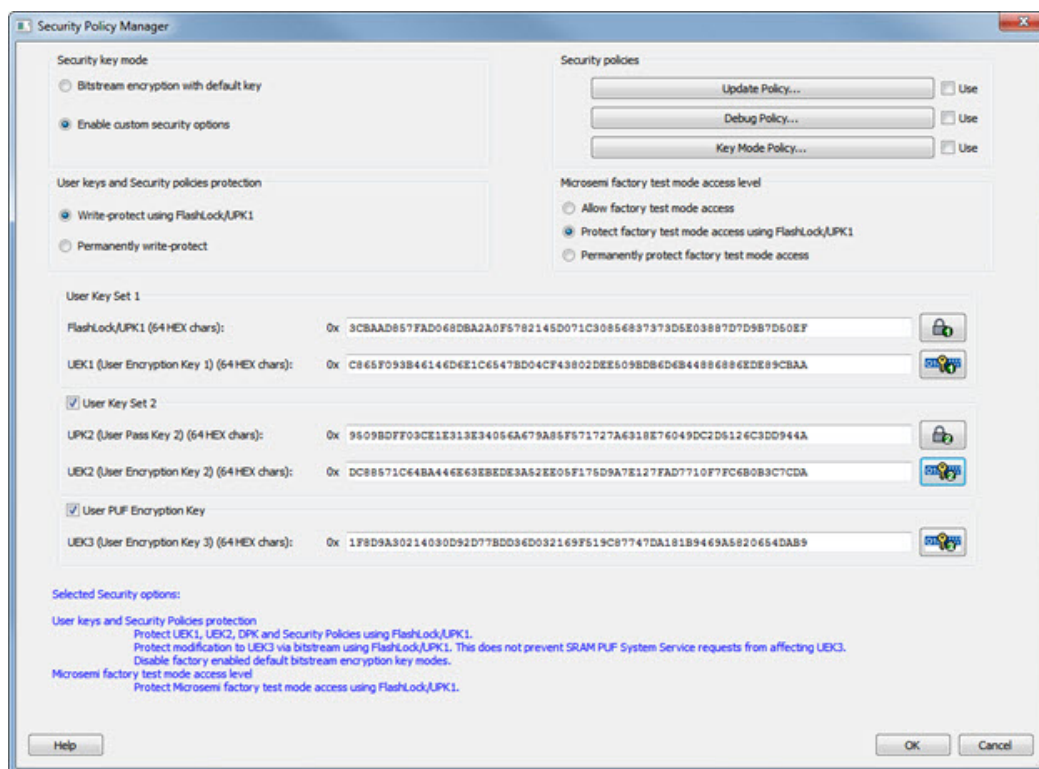 Security Policy Manager
Security key mode
Bitstream encryption with default key
Enable custom security options
Security policies
Update Policy... Use
Debug Policy... Use
Key Mode Policy... Use
User keys and Security policies protection
Write-protect using FlashLock/UPK1
Permanently write-protect
Microsemi factory test mode access level
Allow factory test mode access
Protect factory test mode access using FlashLock/UPK1
Permanently protect factory test mode access
User Key Set 1
FlashLock/UPK1 (64 HEX chars): 0x 3CBAAD857FAD068DBA2A0F5782145D071C30856837373D5E03887D7D9B7D50EF
UEK1 (User Encryption Key 1) (64 HEX chars): 0x C865F093B46146D6E1C6547BD04CF43802DEE509BDB6D6B44886886EDE89CBAA
User Key Set 2
UPK2 (User Pass Key 2) (64 HEX chars): 0x 9509BDFF03CE1E313E34056A679A85F571727A6318E76049DC2D5126C3DD944A
UEK2 (User Encryption Key 2) (64 HEX chars): 0x DC88571C64BA446E63EBEDE3A52EE05F175D9A7E127FAD7710F7FC6B0B3C7CDA
User PUF Encryption Key
UEK3 (User Encryption Key 3) (64 HEX chars): 0x 1F8D9A30214030D92D77BDD36D032169F519C87747DA181B9469A5820654DAB9
Selected Security options:
User keys and Security Policies protection
Protect UEK1, UEK2, DPK and Security Policies using FlashLock/UPK1.
Protect modification to UEK3 via bitstream using FlashLock/UPK1. This does not prevent SRAM PUF System Service requests from affecting UEK3.
Disable factory enabled default bitstream encryption key modes.
Microsemi factory test mode access level
Protect Microsemi factory test mode access using FlashLock/UPK1.
Help OK Cancel